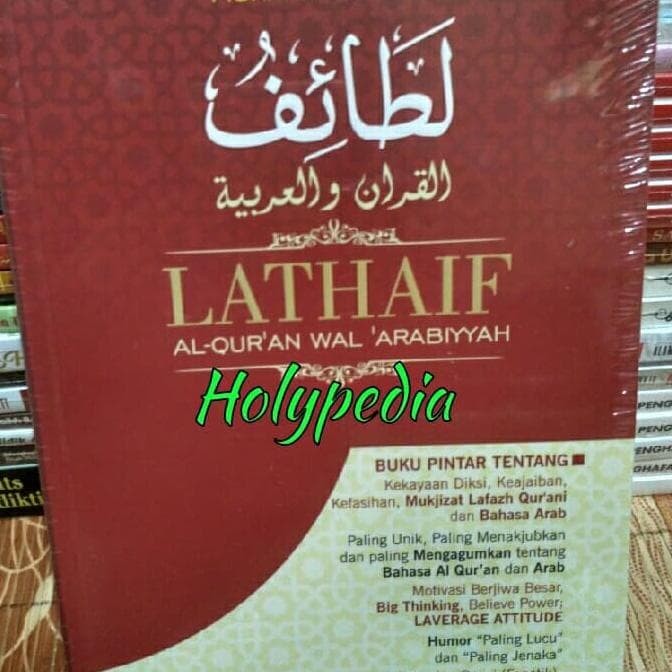 لَطَائِفُ
القران والعربية
LATHAIF
AL-QUR'AN WAL 'ARABIYYAH
Holypedia
BUKU PINTAR TENTANG
Kekayaan Diksi, Keajaiban,
Kefasihan, Mukjizat Lafazh Qur'ani
dan Bahasa Arab
Paling Unik, Paling Menakjubkan
dan paling Mengagumkan tentang
Bahasa Al Qur'an dan Arab
Motivasi Berjiwa Besar,
Big Thinking, Believe Power;
LAVERAGE ATTITUDE
Humor "Paling Lucu"
dan "Paling Jenaka"